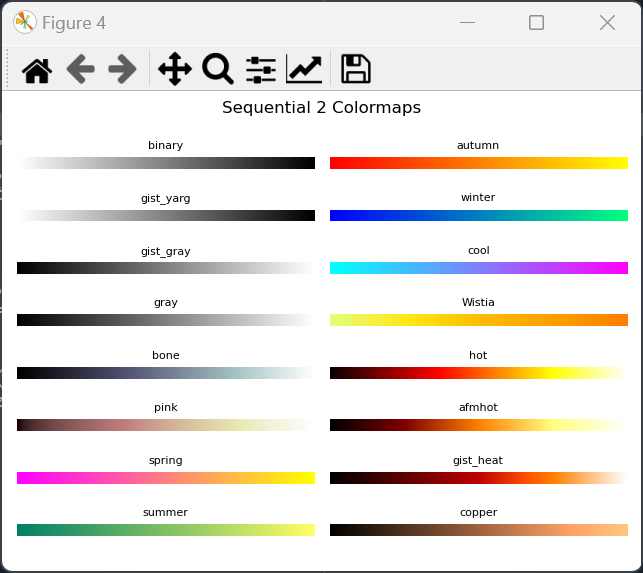 Figure 4
Sequential 2 Colormaps
binary
autumn
gist_yarg
winter
gist_gray
cool
gray
Wistia
bone
hot
pink
afmhot
spring
gist_heat
summer
copper